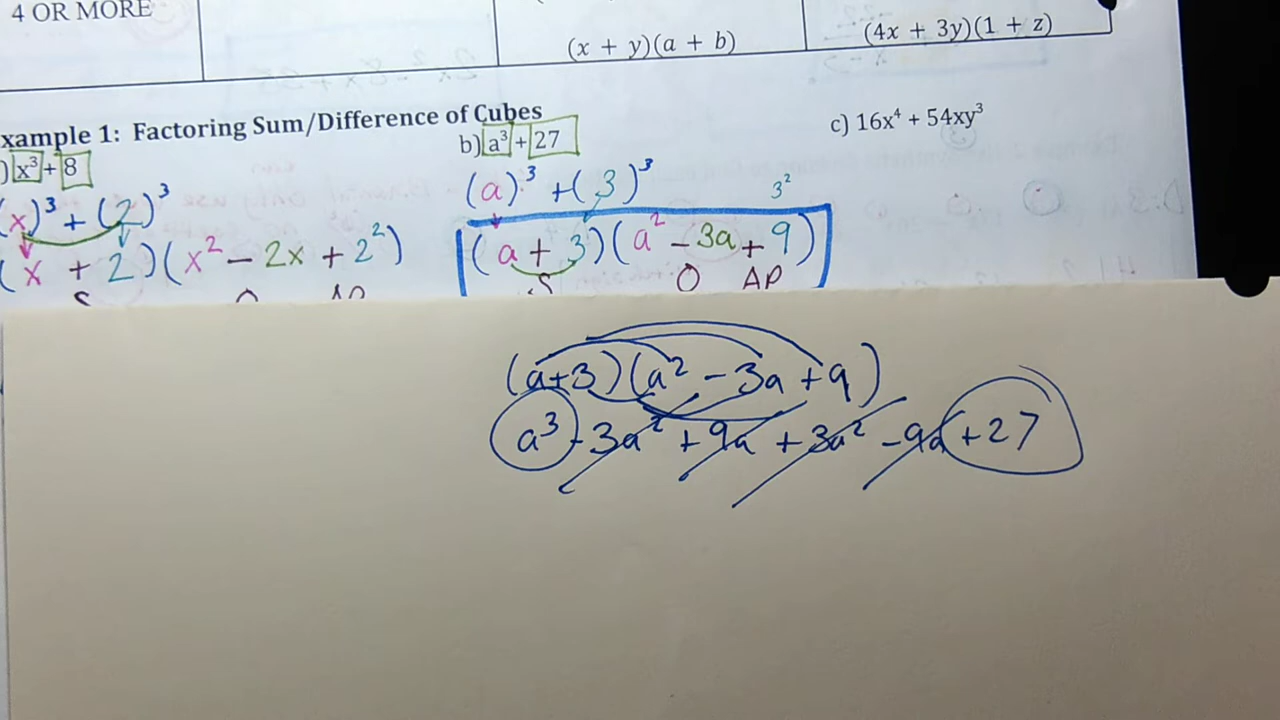 4 OR MORE
(x + y)(a + b)
(4x + 3y)(1 + z)
xample 1: Factoring Sum/Difference of Cubes
) x³ + 8
b) a³ + 27
c) 16x⁴ + 54xy³
(x)³ + (2)³
(a)³ + (3)³
3²
(x + 2)(x² - 2x + 2²)
(a + 3)(a² - 3a + 9)
S O AP
(a+3)(a² - 3a + 9)
a³ - 3a² + 9a + 3a² - 9a + 27